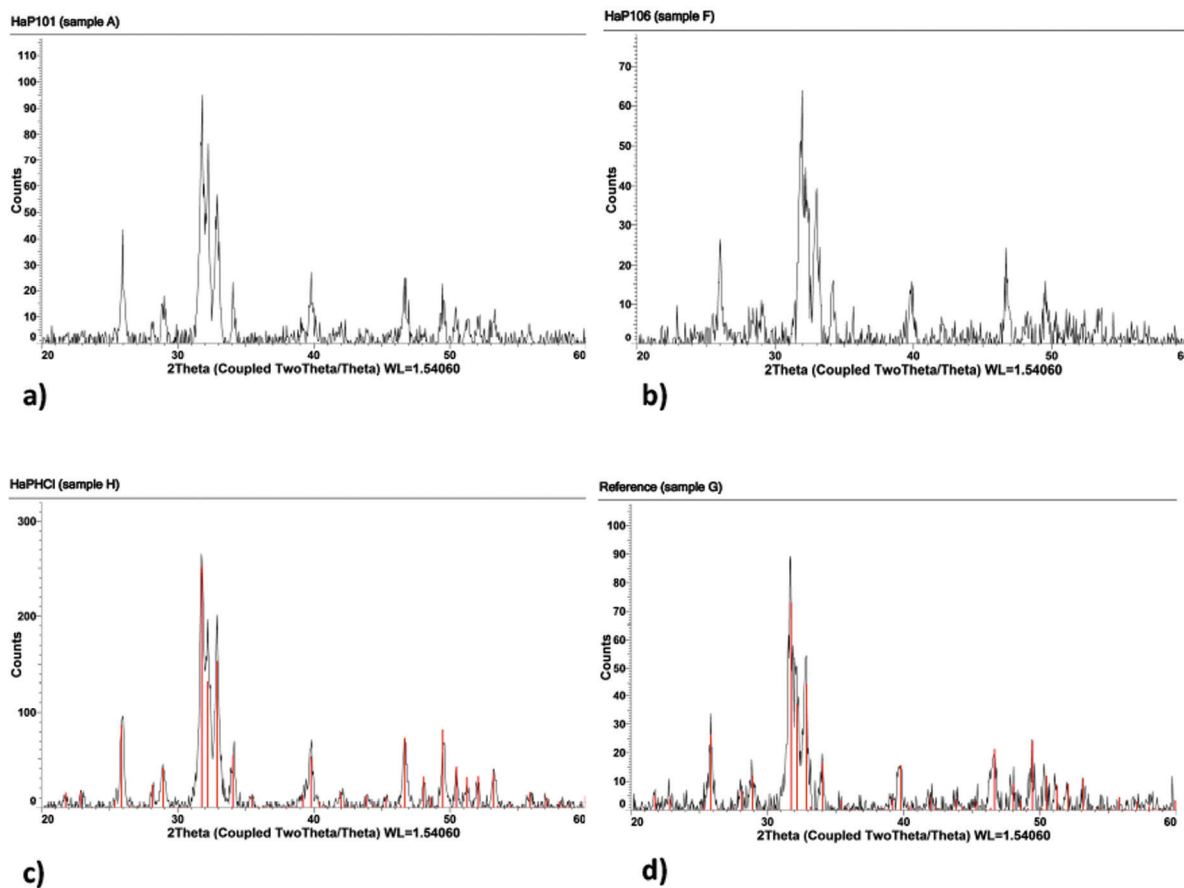 HaP101 (sample A)
Counts
110
100
90
80
70
60
50
40
30
20
10
0
20 30 40 50 60
2Theta (Coupled TwoTheta/Theta) WL=1.54060
a)
HaP106 (sample F)
Counts
70
60
50
40
30
20
10
0
20 30 40 50 60
2Theta (Coupled TwoTheta/Theta) WL=1.54060
b)
HaPHCl (sample H)
Counts
300
200
100
0
20 30 40 50 60
2Theta (Coupled TwoTheta/Theta) WL=1.54060
c)
Reference (sample G)
Counts
100
90
80
70
60
50
40
30
20
10
0
20 30 40 50 60
2Theta (Coupled TwoTheta/Theta) WL=1.54060
d)